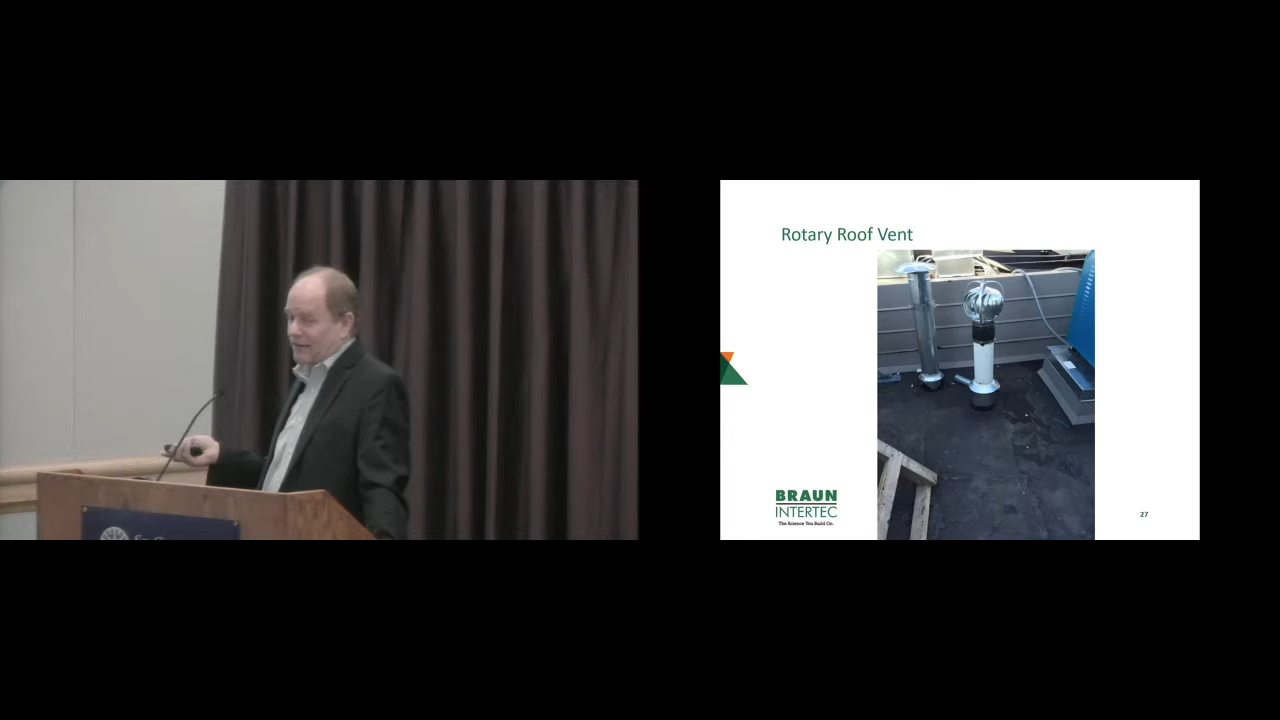 Rotary Roof Vent
BRAUN
INTERTEC
The Science You Build On.
27